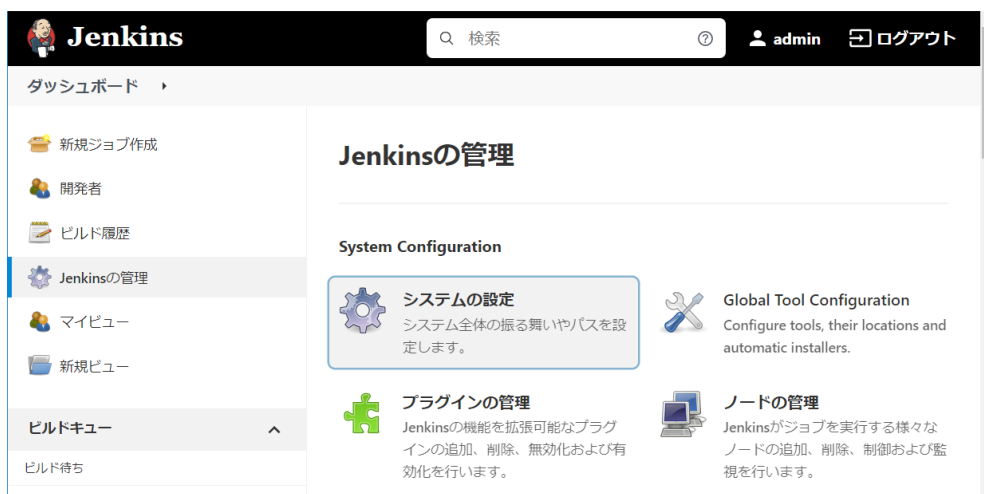 Jenkins
検索
admin
ログアウト
ダッシュボード
新規ジョブ作成
開発者
ビルド履歴
Jenkinsの管理
マイビュー
新規ビュー
ビルドキュー
ビルド待ち
Jenkinsの管理
System Configuration
システムの設定
システム全体の振る舞いやパスを設
定します。
Global Tool Configuration
Configure tools, their locations and
automatic installers.
プラグインの管理
Jenkinsの機能を拡張可能なプラグ
インの追加、削除、無効化および有
効化を行います。
ノードの管理
Jenkinsがジョブを実行する様々な
ノードの追加、削除、制御および監
視を行います。